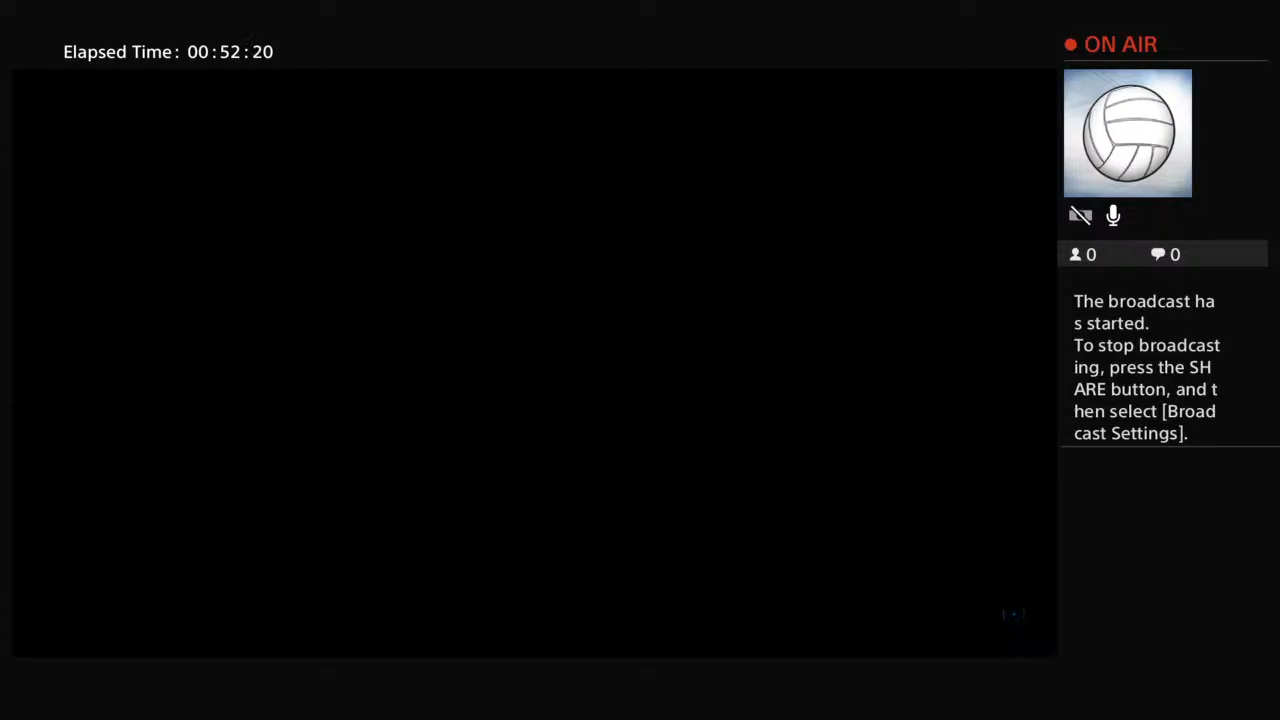 Elapsed Time: 00:52:20
ON AIR
0
0
The broadcast ha
s started.
To stop broadcast
ing, press the SH
ARE button, and t
hen select [Broad
cast Settings].